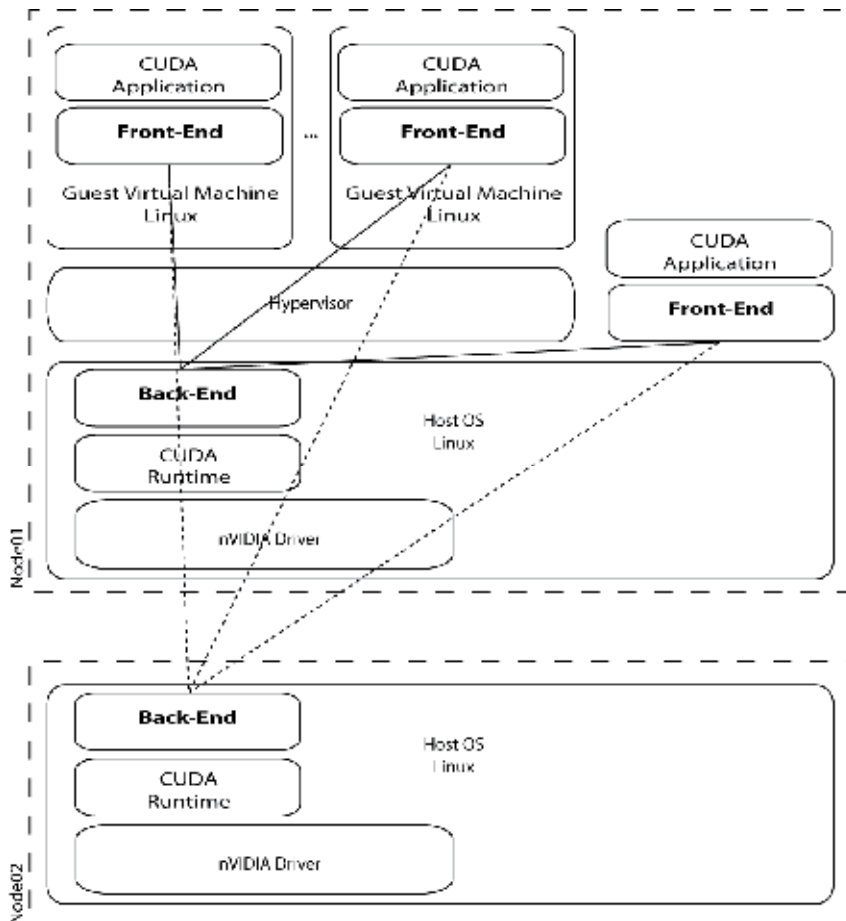 CUDA
Application
Front-End
Guest Virtual Machine
Linux
...
CUDA
Application
Front-End
Guest Virtual Machine
Linux
CUDA
Application
Front-End
Hypervisor
Back-End
CUDA
Runtime
nVIDIA Driver
Host OS
Linux
Node01
Back-End
CUDA
Runtime
nVIDIA Driver
Host OS
Linux
Node02